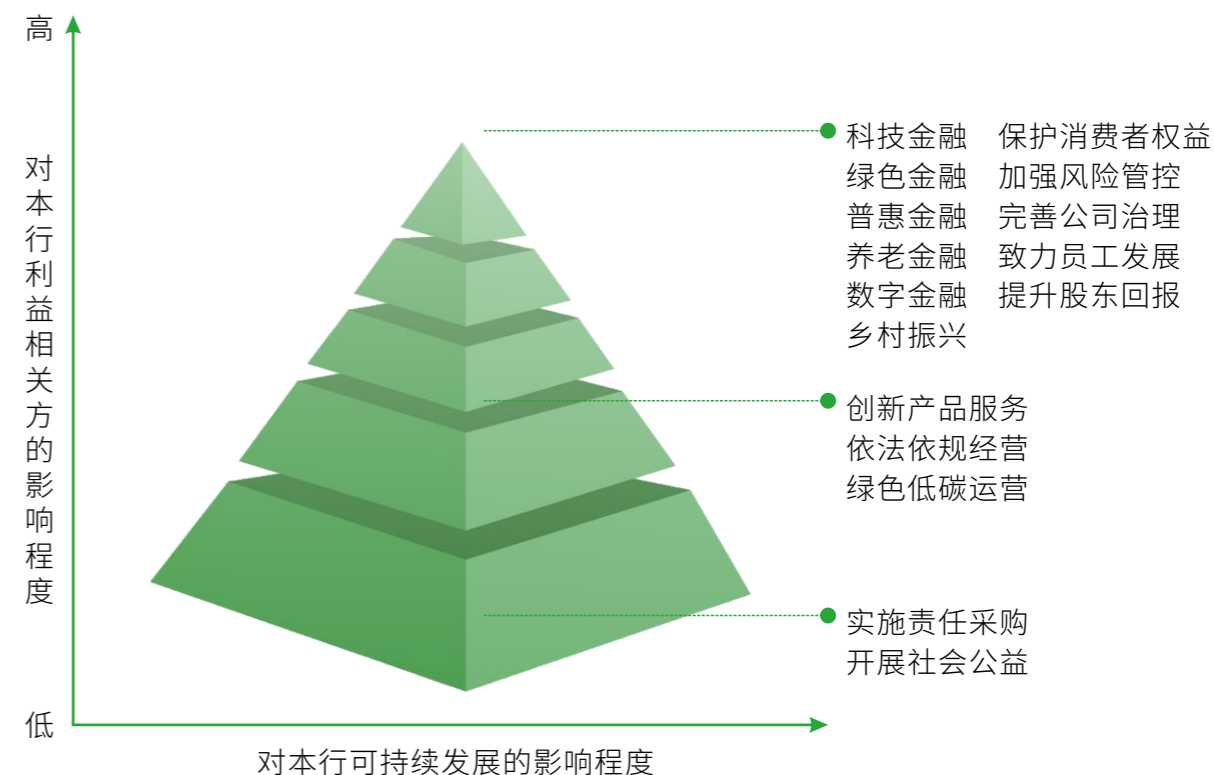 高
对本行利益相关方的影响程度
低
科技金融 保护消费者权益
绿色金融 加强风险管控
普惠金融 完善公司治理
养老金融 致力员工发展
数字金融 提升股东回报
乡村振兴
创新产品服务
依法依规经营
绿色低碳运营
实施责任采购
开展社会公益
对本行可持续发展的影响程度